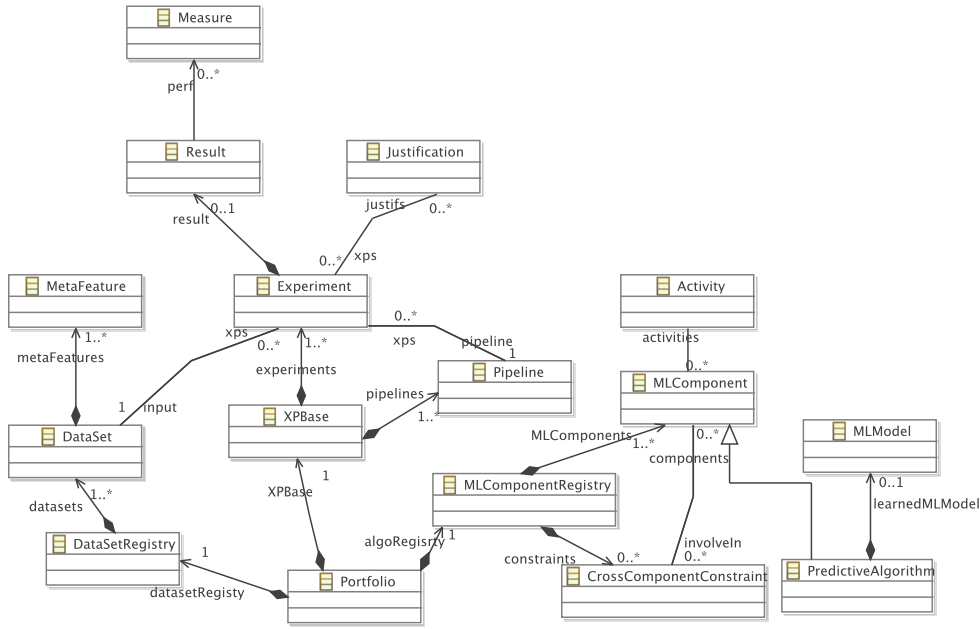 Measure
0..*
perf
Result
Justification
0..1
result
justifs
0..*
xps
0..*
MetaFeature
Experiment
Activity
1..*
metaFeatures
xps
0..*
1..*
experiments
0..*
xps
pipeline
1
activities
0..*
Pipeline
MLComponent
pipelines
1..*
1
input
XPBase
DataSet
MLComponents
1..*
0..*
components
MLModel
1
XPBase
MLComponentRegistry
0..1
learnedMLModel
1..*
datasets
DataSetRegistry
1
datasetRegisty
algoRegisrty
1
constraints
0..*
involveIn
0..*
Portfolio
CrossComponentConstraint
PredictiveAlgorithm